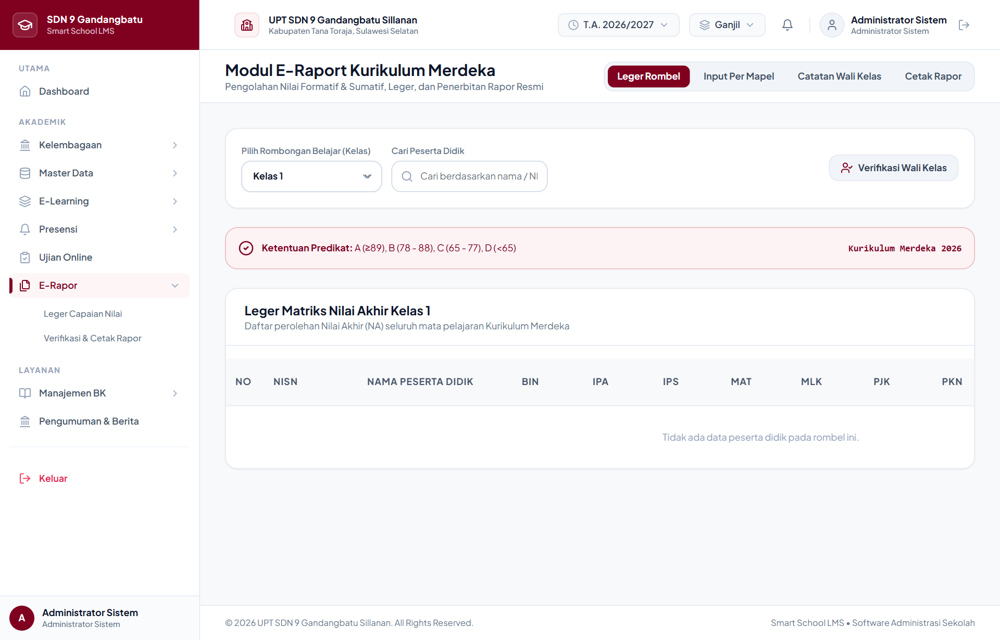 SDN 9 Gandangbatu
Smart School LMS
UPT SDN 9 Gandangbatu Sillanan
Kabupaten Tana Toraja, Sulawesi Selatan
T.A. 2026/2027
Ganjil
Administrator Sistem
Administrator Sistem
UTAMA
Dashboard
AKADEMIK
Kelembagaan
Master Data
E-Learning
Presensi
Ujian Online
E-Rapor
Leger Capaian Nilai
Verifikasi & Cetak Rapor
LAYANAN
Manajemen BK
Pengumuman & Berita
Keluar
A
Administrator Sistem
Administrator Sistem
Modul E-Raport Kurikulum Merdeka
Pengolahan Nilai Formatif & Sumatif, Leger, dan Penerbitan Rapor Resmi
Leger Rombel
Input Per Mapel
Catatan Wali Kelas
Cetak Rapor
Pilih Rombongan Belajar (Kelas)
Kelas 1
Cari Peserta Didik
Cari berdasarkan nama / NI
Verifikasi Wali Kelas
Ketentuan Predikat: A (≥89), B (78 - 88), C (65 - 77), D (<65)
Kurikulum Merdeka 2026
Leger Matriks Nilai Akhir Kelas 1
Daftar perolehan Nilai Akhir (NA) seluruh mata pelajaran Kurikulum Merdeka
NO NISN NAMA PESERTA DIDIK BIN IPA IPS MAT MLK PJK PKN
Tidak ada data peserta didik pada rombel ini.
© 2026 UPT SDN 9 Gandangbatu Sillanan. All Rights Reserved.
Smart School LMS • Software Administrasi Sekolah